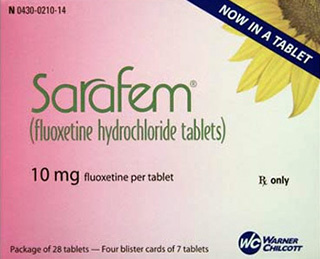 N 0430-0210-14
NOW IN A TABLET
Sarafem®
(fluoxetine hydrochloride tablets)
10 mg fluoxetine per tablet
℞ only
Package of 28 tablets — Four blister cards of 7 tablets
WC WARNER CHILCOTT